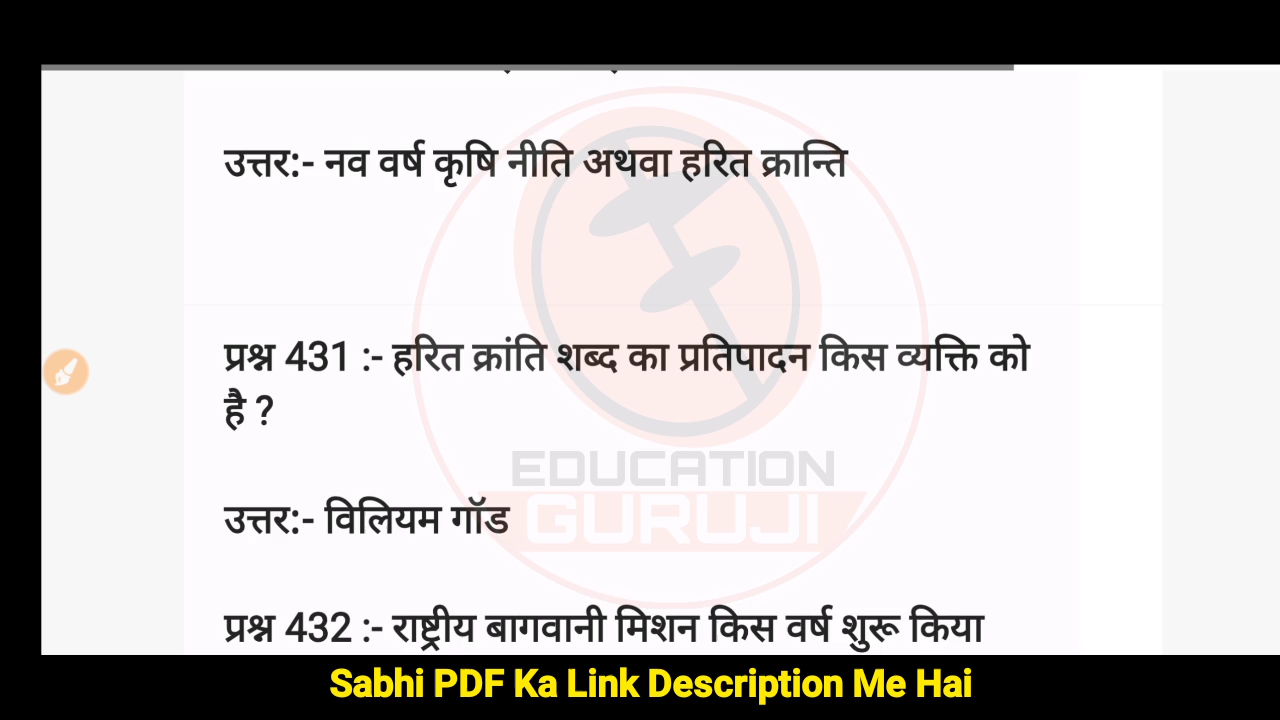 उत्तर:- नव वर्ष कृषि नीति अथवा हरित क्रान्ति
प्रश्न 431 :- हरित क्रांति शब्द का प्रतिपादन किस व्यक्ति को
है ?
EDUCATION
GURUJI
उत्तर:- विलियम गॉड
प्रश्न 432 :- राष्ट्रीय बागवानी मिशन किस वर्ष शुरू किया
Sabhi PDF Ka Link Description Me Hai